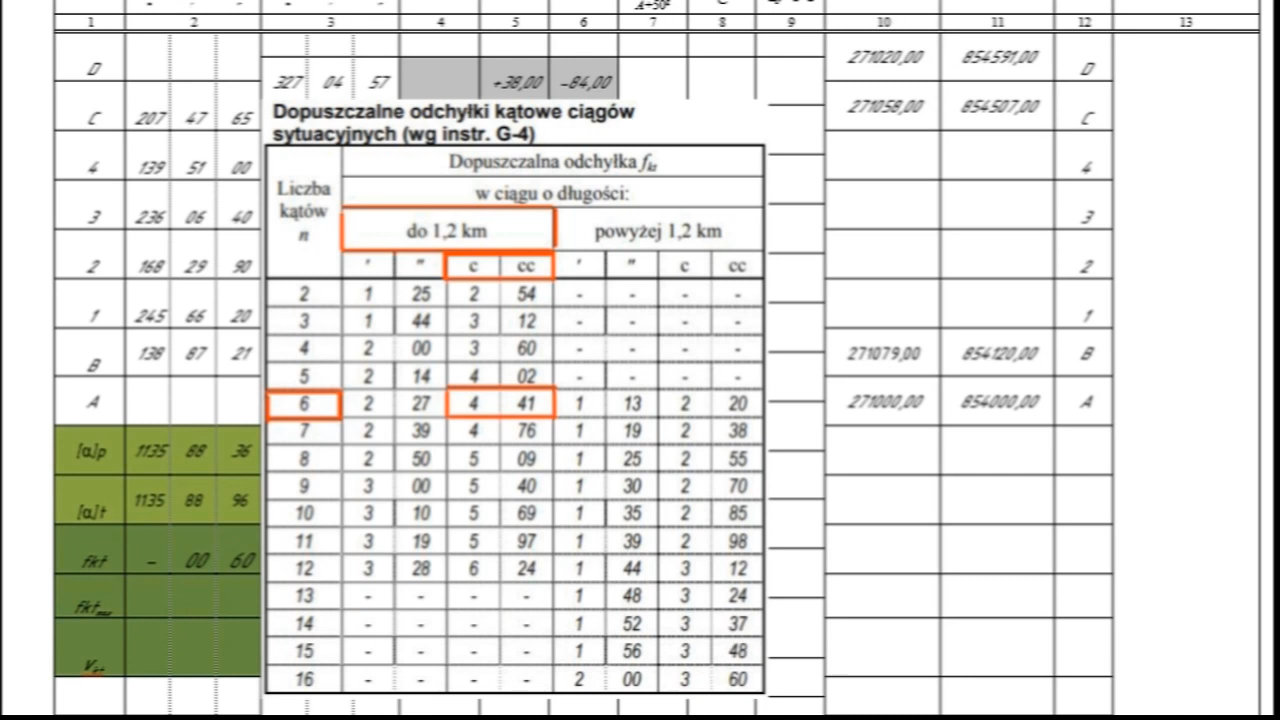 A+50g
1 2 3 4 5 6 7 8 9 10 11 12 13
D 271020,00 854591,00 D
327 04 57 +38,00 -84,00
C 207 47 65 271058,00 854507,00 C
4 139 51 00 4
3 236 06 40 3
2 168 29 90 2
1 245 66 20 1
B 138 87 21 271079,00 854120,00 B
A 271000,00 854000,00 A
[α]p 1135 88 36
[α]t 1135 88 96
fkt - 00 60
fkt max
V kt
Dopuszczalne odchyłki kątowe ciągów
sytuacyjnych (wg instr. G-4)
Liczba
kątów
n
Dopuszczalna odchyłka fkt
w ciągu o długości:
do 1,2 km powyżej 1,2 km
' " c cc ' " c cc
2 1 25 2 54 - - - -
3 1 44 3 12 - - - -
4 2 00 3 60 - - - -
5 2 14 4 02 - - - -
6 2 27 4 41 1 13 2 20
7 2 39 4 76 1 19 2 38
8 2 50 5 09 1 25 2 55
9 3 00 5 40 1 30 2 70
10 3 10 5 69 1 35 2 85
11 3 19 5 97 1 39 2 98
12 3 28 6 24 1 44 3 12
13 - - - - 1 48 3 24
14 - - - - 1 52 3 37
15 - - - - 1 56 3 48
16 - - - - 2 00 3 60